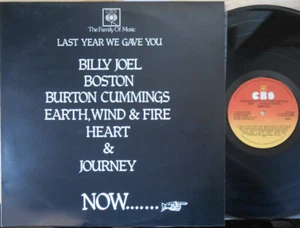 CBS
The Family Of Music
LAST YEAR WE GAVE YOU
BILLY JOEL
BOSTON
BURTON CUMMINGS
EARTH, WIND & FIRE
HEART
&
JOURNEY
NOW.......
CBS